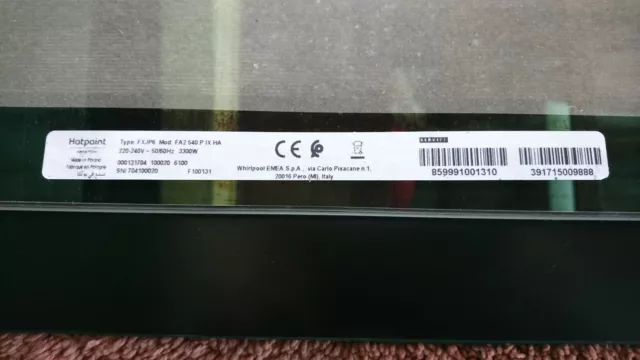 Hotpoint
Made in Poland
Type: FXJP6 Mod: FA2 540 P IX HA
220-240V ~ 50/60Hz 3300W
000121704 100020 6100
S/N: 704100020 F100131
CE
Whirlpool EMEA S.p.A., via Carlo Pisacane n.1,
20016 Pero (MI), Italy
859991001310
391715009888